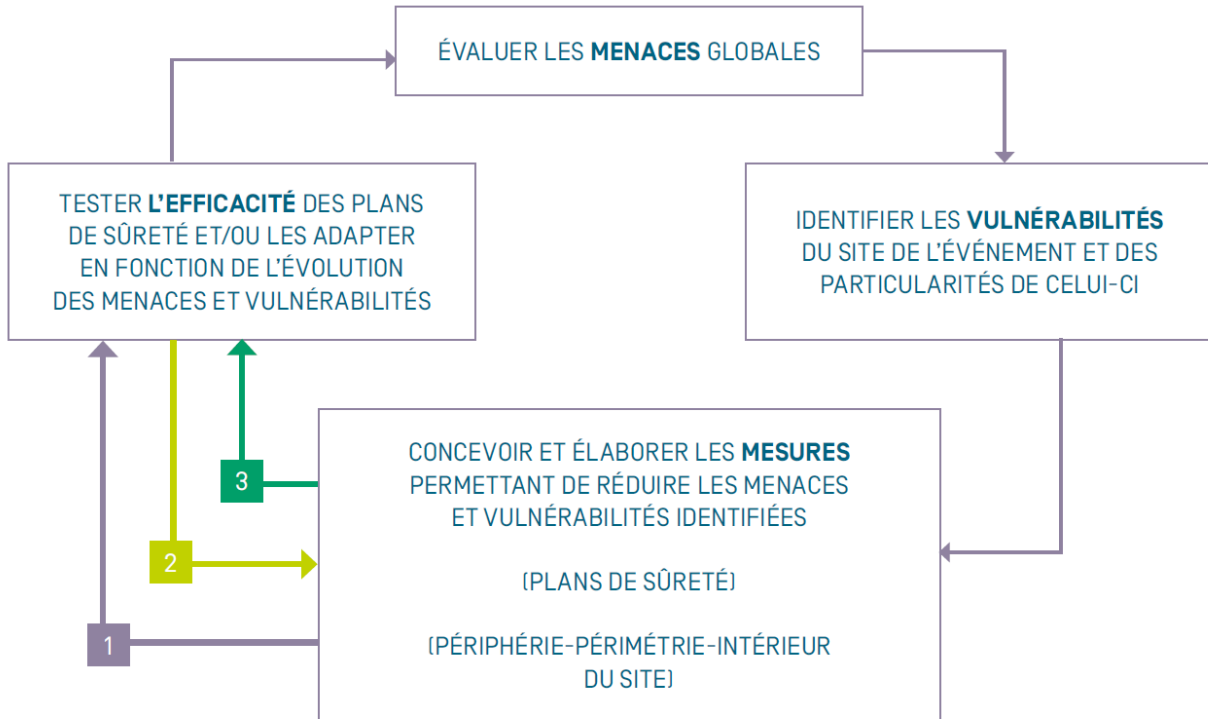 ÉVALUER LES MENACES GLOBALES
TESTER L'EFFICACITÉ DES PLANS
DE SÛRETÉ ET/OU LES ADAPTER
EN FONCTION DE L'ÉVOLUTION
DES MENACES ET VULNÉRABILITÉS
IDENTIFIER LES VULNÉRABILITÉS
DU SITE DE L'ÉVÉNEMENT ET DES
PARTICULARITÉS DE CELUI-CI
CONCEVOIR ET ÉLABORER LES MESURES
PERMETTANT DE RÉDUIRE LES MENACES
ET VULNÉRABILITÉS IDENTIFIÉES
(PLANS DE SÛRETÉ)
(PÉRIPHÉRIE-PÉRIMÉTRIE-INTÉRIEUR
DU SITE)
3
2
1